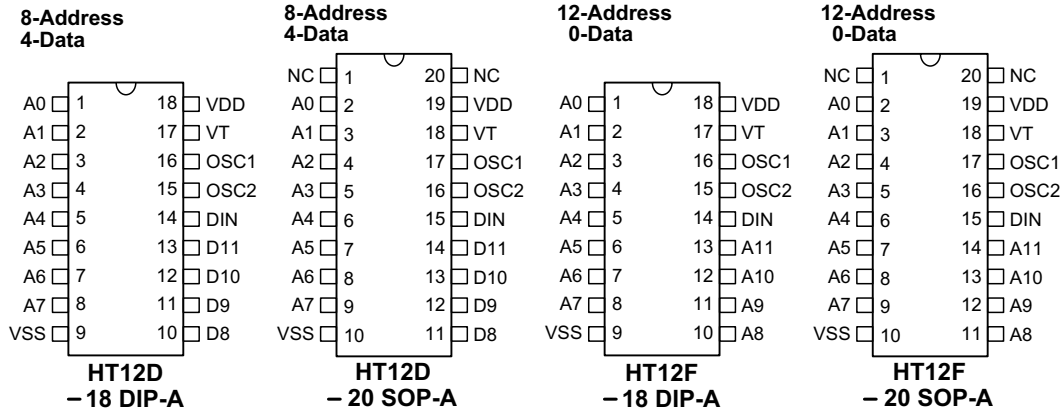 8-Address
4-Data
A0 1 18 VDD
A1 2 17 VT
A2 3 16 OSC1
A3 4 15 OSC2
A4 5 14 DIN
A5 6 13 D11
A6 7 12 D10
A7 8 11 D9
VSS 9 10 D8
HT12D
– 18 DIP-A
8-Address
4-Data
NC 1 20 NC
A0 2 19 VDD
A1 3 18 VT
A2 4 17 OSC1
A3 5 16 OSC2
A4 6 15 DIN
A5 7 14 D11
A6 8 13 D10
A7 9 12 D9
VSS 10 11 D8
HT12D
– 20 SOP-A
12-Address
0-Data
A0 1 18 VDD
A1 2 17 VT
A2 3 16 OSC1
A3 4 15 OSC2
A4 5 14 DIN
A5 6 13 A11
A6 7 12 A10
A7 8 11 A9
VSS 9 10 A8
HT12F
– 18 DIP-A
12-Address
0-Data
NC 1 20 NC
A0 2 19 VDD
A1 3 18 VT
A2 4 17 OSC1
A3 5 16 OSC2
A4 6 15 DIN
A5 7 14 A11
A6 8 13 A10
A7 9 12 A9
VSS 10 11 A8
HT12F
– 20 SOP-A